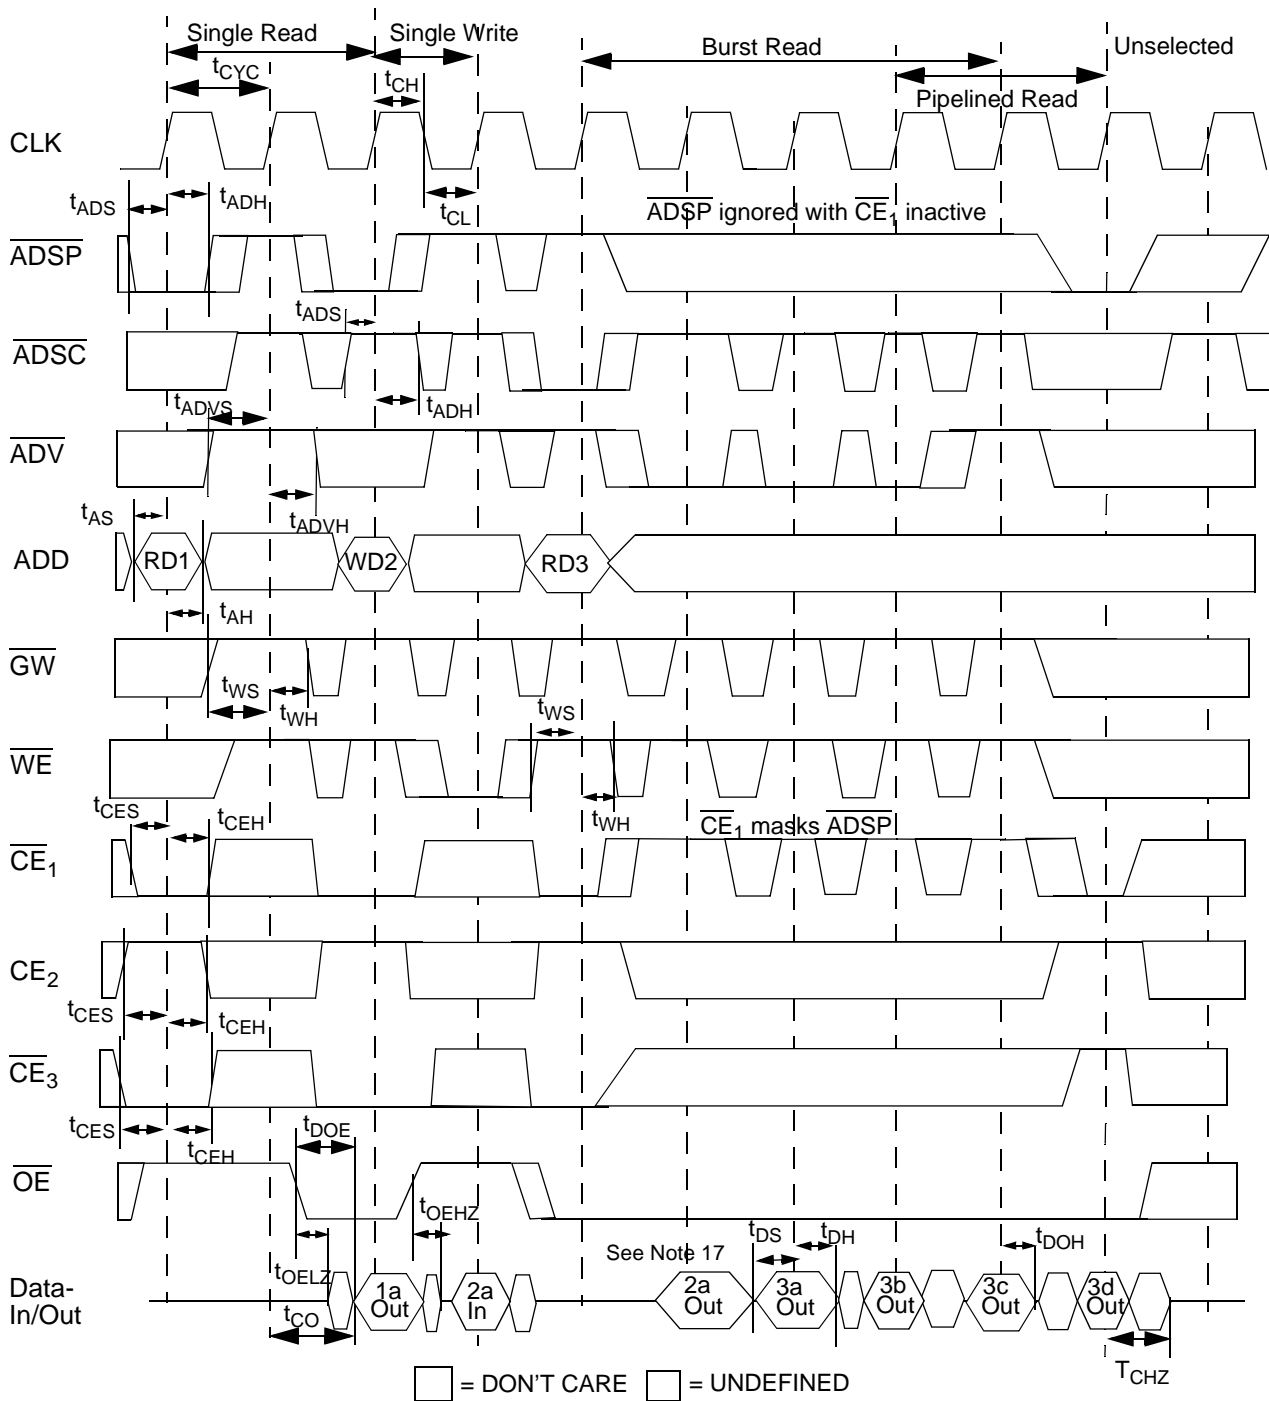 Single Read Single Write Burst Read Unselected
tCYC tCH Pipelined Read
CLK
tADS tADH tCL ADSP ignored with CE1 inactive
ADSP
tADS
ADSC
tADVS tADH
ADV
tAS tADVH
ADD RD1 WD2 RD3
tAH
GW
tWS tWH tWS
WE
tCES tCEH tWH CE1 masks ADSP
CE1
CE2
tCES tCEH
CE3
tCES tCEH tDOE
OE
tOEHZ
tOELZ See Note 17 tDS tDH tDOH
Data-
In/Out
1a
Out
2a
In
2a
Out
3a
Out
3b
Out
3c
Out
3d
Out
tCO
TCHZ
= DON'T CARE = UNDEFINED